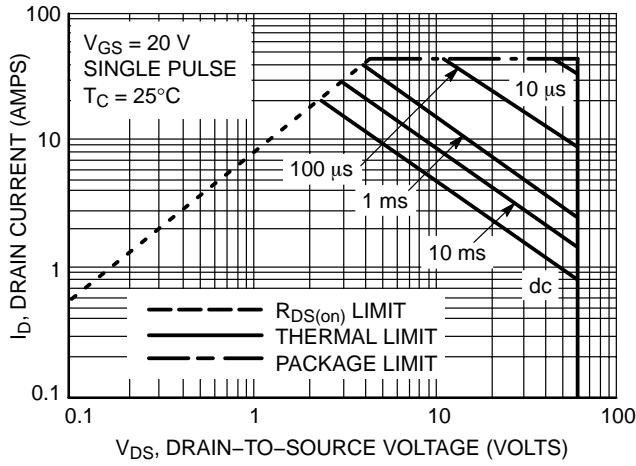 100
10
1
0.1
I_D, DRAIN CURRENT (AMPS)
V_GS = 20 V
SINGLE PULSE
T_C = 25°C
10 µs
100 µs
1 ms
10 ms
dc
R_DS(on) LIMIT
THERMAL LIMIT
PACKAGE LIMIT
0.1 1 10 100
V_DS, DRAIN−TO−SOURCE VOLTAGE (VOLTS)